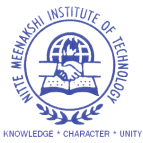 NITTE MEENAKSHI INSTITUTE OF TECHNOLOGY
KNOWLEDGE * CHARACTER * UNITY